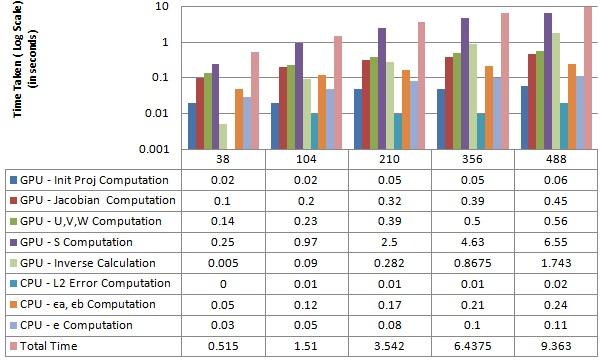 Time Taken ( Log Scale)
(in seconds)
10
1
0.1
0.01
0.001
38 104 210 356 488
GPU - Init Proj Computation 0.02 0.02 0.05 0.05 0.06
GPU - Jacobian Computation 0.1 0.2 0.32 0.39 0.45
GPU - U,V,W Computation 0.14 0.23 0.39 0.5 0.56
GPU - S Computation 0.25 0.97 2.5 4.63 6.55
GPU - Inverse Calculation 0.005 0.09 0.282 0.8675 1.743
CPU - L2 Error Computation 0 0.01 0.01 0.01 0.02
CPU - ϵa, ϵb Computation 0.05 0.12 0.17 0.21 0.24
CPU - e Computation 0.03 0.05 0.08 0.1 0.11
Total Time 0.515 1.51 3.542 6.4375 9.363